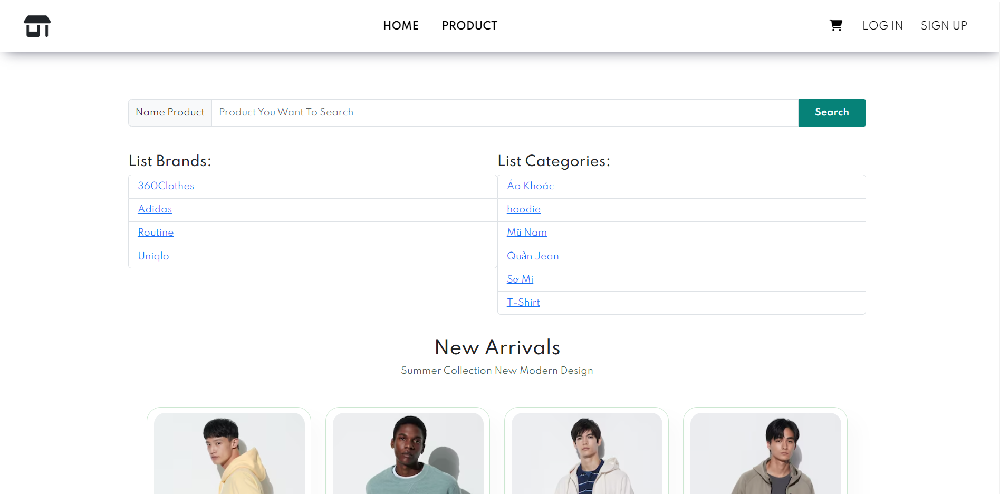 HOME PRODUCT LOG IN SIGN UP
Name Product Product You Want To Search Search
List Brands:
360Clothes
Adidas
Routine
Uniqlo
List Categories:
Áo Khoác
hoodie
Mũ Nam
Quần Jean
Sơ Mi
T-Shirt
New Arrivals
Summer Collection New Modern Design